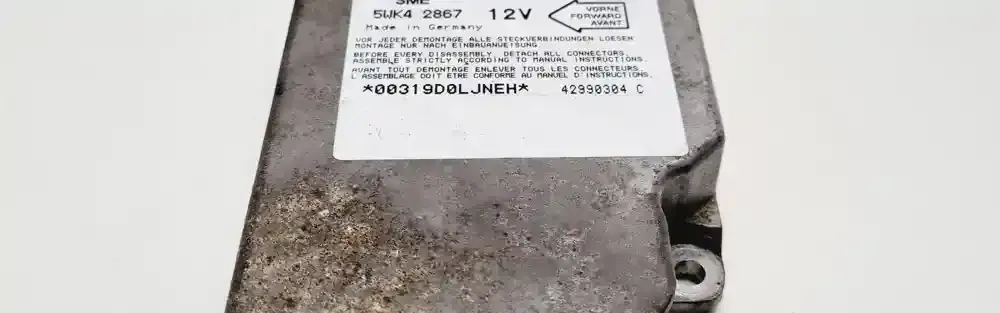 SME
5WK4 2867 12V
VORNE
FORWARD
AVANT
Made in Germany
VOR JEDER DEMONTAGE ALLE STECKVERBINDUNGEN LOESEN
MONTAGE NUR NACH EINBAUANWEISUNG.
BEFORE EVERY DISASSEMBLY, DETACH ALL CONNECTORS.
ASSEMBLE STRICTLY ACCORDING TO MANUAL INSTRUCTIONS.
AVANT TOUT DEMONTAGE ENLEVER TOUS LES CONNECTEURS.
L'ASSEMBLAGE DOIT ETRE CONFORME AU MANUEL D'INSTRUCTIONS.
*00319D0LJNEH* 42990304 C